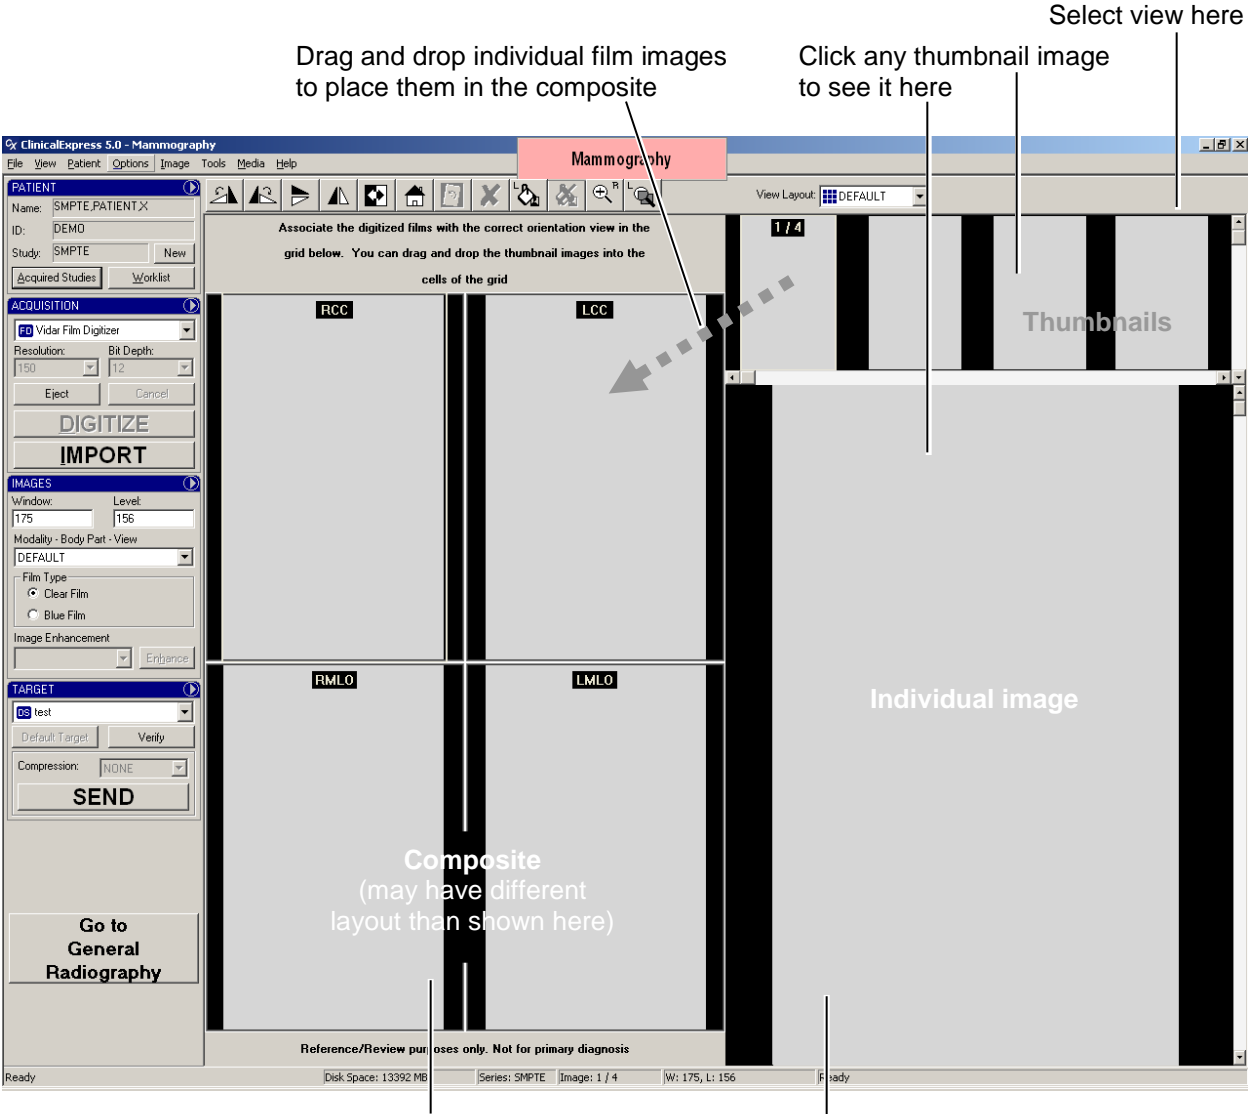 Select view here
Drag and drop individual film images
to place them in the composite
Click any thumbnail image
to see it here
ClinicalExpress 5.0 - Mammography
File View Patient Options Image Tools Media Help
Mammography
PATIENT
Name: SMPTE,PATIENT,X
ID: DEMO
Study: SMPTE New
Acquired Studies Worklist
ACQUISITION
FD Vidar Film Digitizer
Resolution: Bit Depth:
150 12
Eject Cancel
DIGITIZE
IMPORT
IMAGES
Window: Level:
175 156
Modality - Body Part - View
DEFAULT
Film Type
Clear Film
Blue Film
Image Enhancement
Enhance
TARGET
DS test
Default Target Verify
Compression: NONE
SEND
Go to
General
Radiography
L R L
View Layout: DEFAULT
Associate the digitized films with the correct orientation view in the
grid below. You can drag and drop the thumbnail images into the
cells of the grid
RCC
LCC
RMLO
LMLO
Composite
(may have different
layout than shown here)
Reference/Review purposes only. Not for primary diagnosis
1 / 4
Thumbnails
Individual image
Ready Disk Space: 13392 MB Series: SMPTE Image: 1 / 4 W: 175, L: 156 Ready